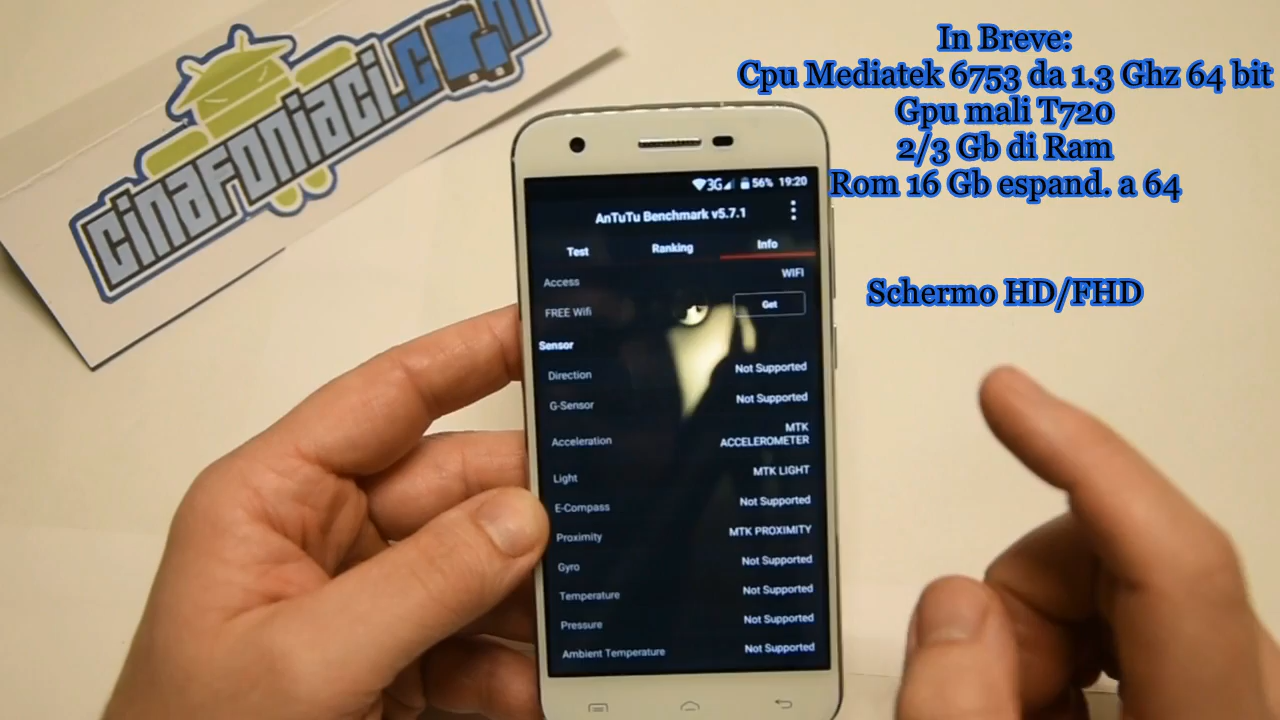 cinafoniaci.com
In Breve:
Cpu Mediatek 6753 da 1.3 Ghz 64 bit
Gpu mali T720
2/3 Gb di Ram
Rom 16 Gb espand. a 64
Schermo HD/FHD
3G 56% 19:20
AnTuTu Benchmark v5.7.1
Test Ranking Info
Access WIFI
FREE Wifi Get
Sensor
Direction Not Supported
G-Sensor Not Supported
Acceleration MTK
ACCELEROMETER
Light MTK LIGHT
E-Compass Not Supported
Proximity MTK PROXIMITY
Gyro Not Supported
Temperature Not Supported
Pressure Not Supported
Ambient Temperature Not Supported